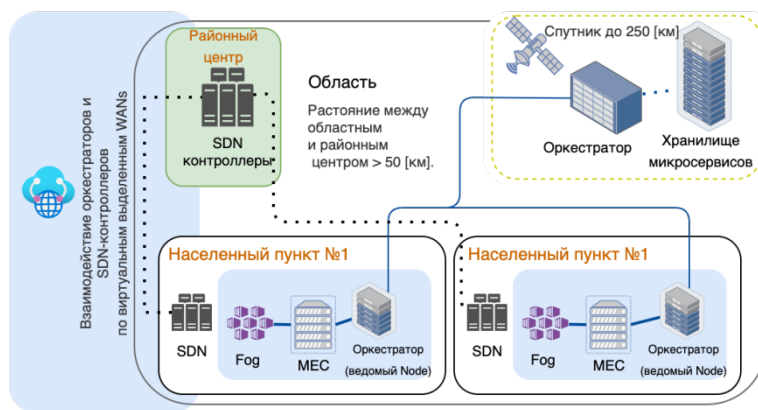 Взаимодействие оркестраторов и
SDN-контроллеров
по виртуальным выделенным WANs
Районный
центр
SDN
контроллеры
Область
Растояние между
областным
и районным
центром > 50 [км].
Спутник до 250 [км]
Оркестратор
Хранилище
микросервисов
Населенный пункт №1
SDN
Fog
MEC
Оркестратор
(ведомый Node)
Населенный пункт №1
SDN
Fog
MEC
Оркестратор
(ведомый Node)